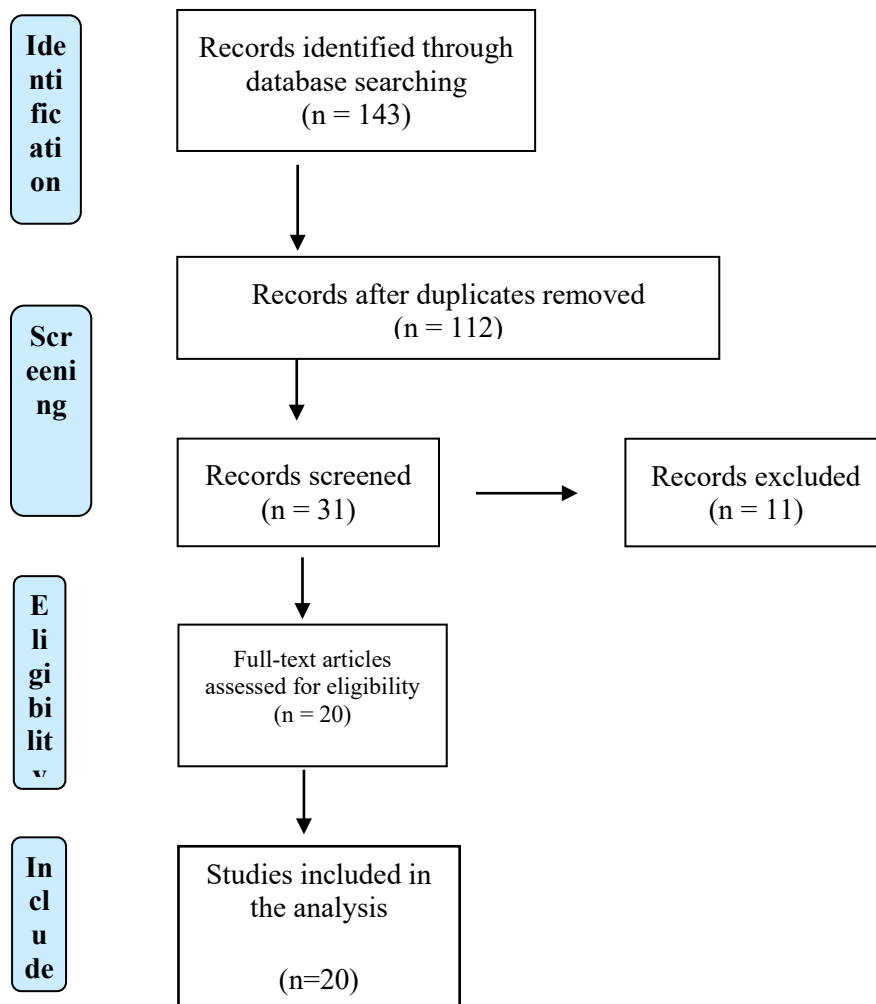 Ide
nti
fic
ati
on
Records identified through
database searching
(n = 143)
Records after duplicates removed
(n = 112)
Scr
eeni
ng
Records screened
(n = 31)
Records excluded
(n = 11)
E
li
gi
bi
lit
y
Full-text articles
assessed for eligibility
(n = 20)
In
clu
de
Studies included in
the analysis
(n=20)